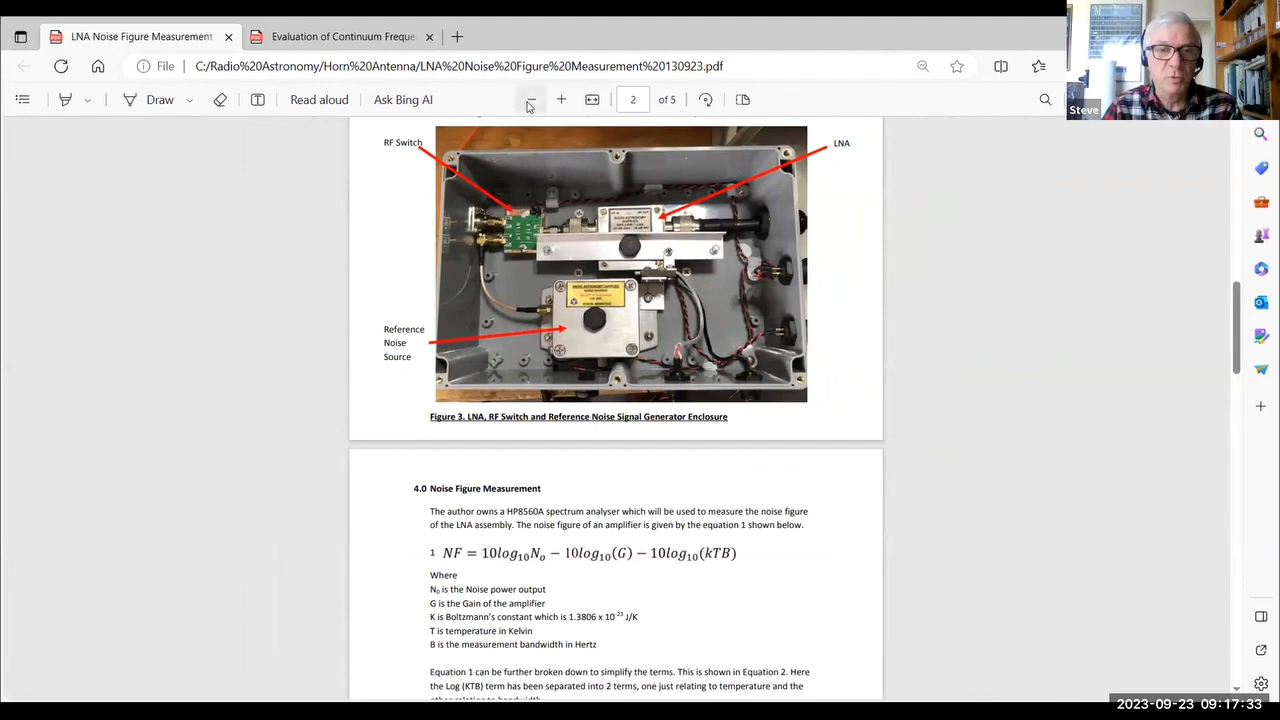 LNA Noise Figure Measurement
Evaluation of Continuum Frequ
File
C:/Radio%20Astronomy/Horn%20Antenna/LNA%20Noise%20Figure%20Measurement%20130923.pdf
Draw
Read aloud
Ask Bing AI
2 of 5
Steve
RF Switch
LNA
Reference
Noise
Source
Figure 3. LNA, RF Switch and Reference Noise Signal Generator Enclosure
4.0 Noise Figure Measurement
The author owns a HP8560A spectrum analyser which will be used to measure the noise figure
of the LNA assembly. The noise figure of an amplifier is given by the equation 1 shown below.
1 NF = 10log₁₀Nₒ − 10log₁₀(G) − 10log₁₀(kTB)
Where
N₀ is the Noise power output
G is the Gain of the amplifier
K is Boltzmann's constant which is 1.3806 x 10⁻²³ J/K
T is temperature in Kelvin
B is the measurement bandwidth in Hertz
Equation 1 can be further broken down to simplify the terms. This is shown in Equation 2. Here
the Log (KTB) term has been separated into 2 terms, one just relating to temperature and the
2023-09-23 09:17:33